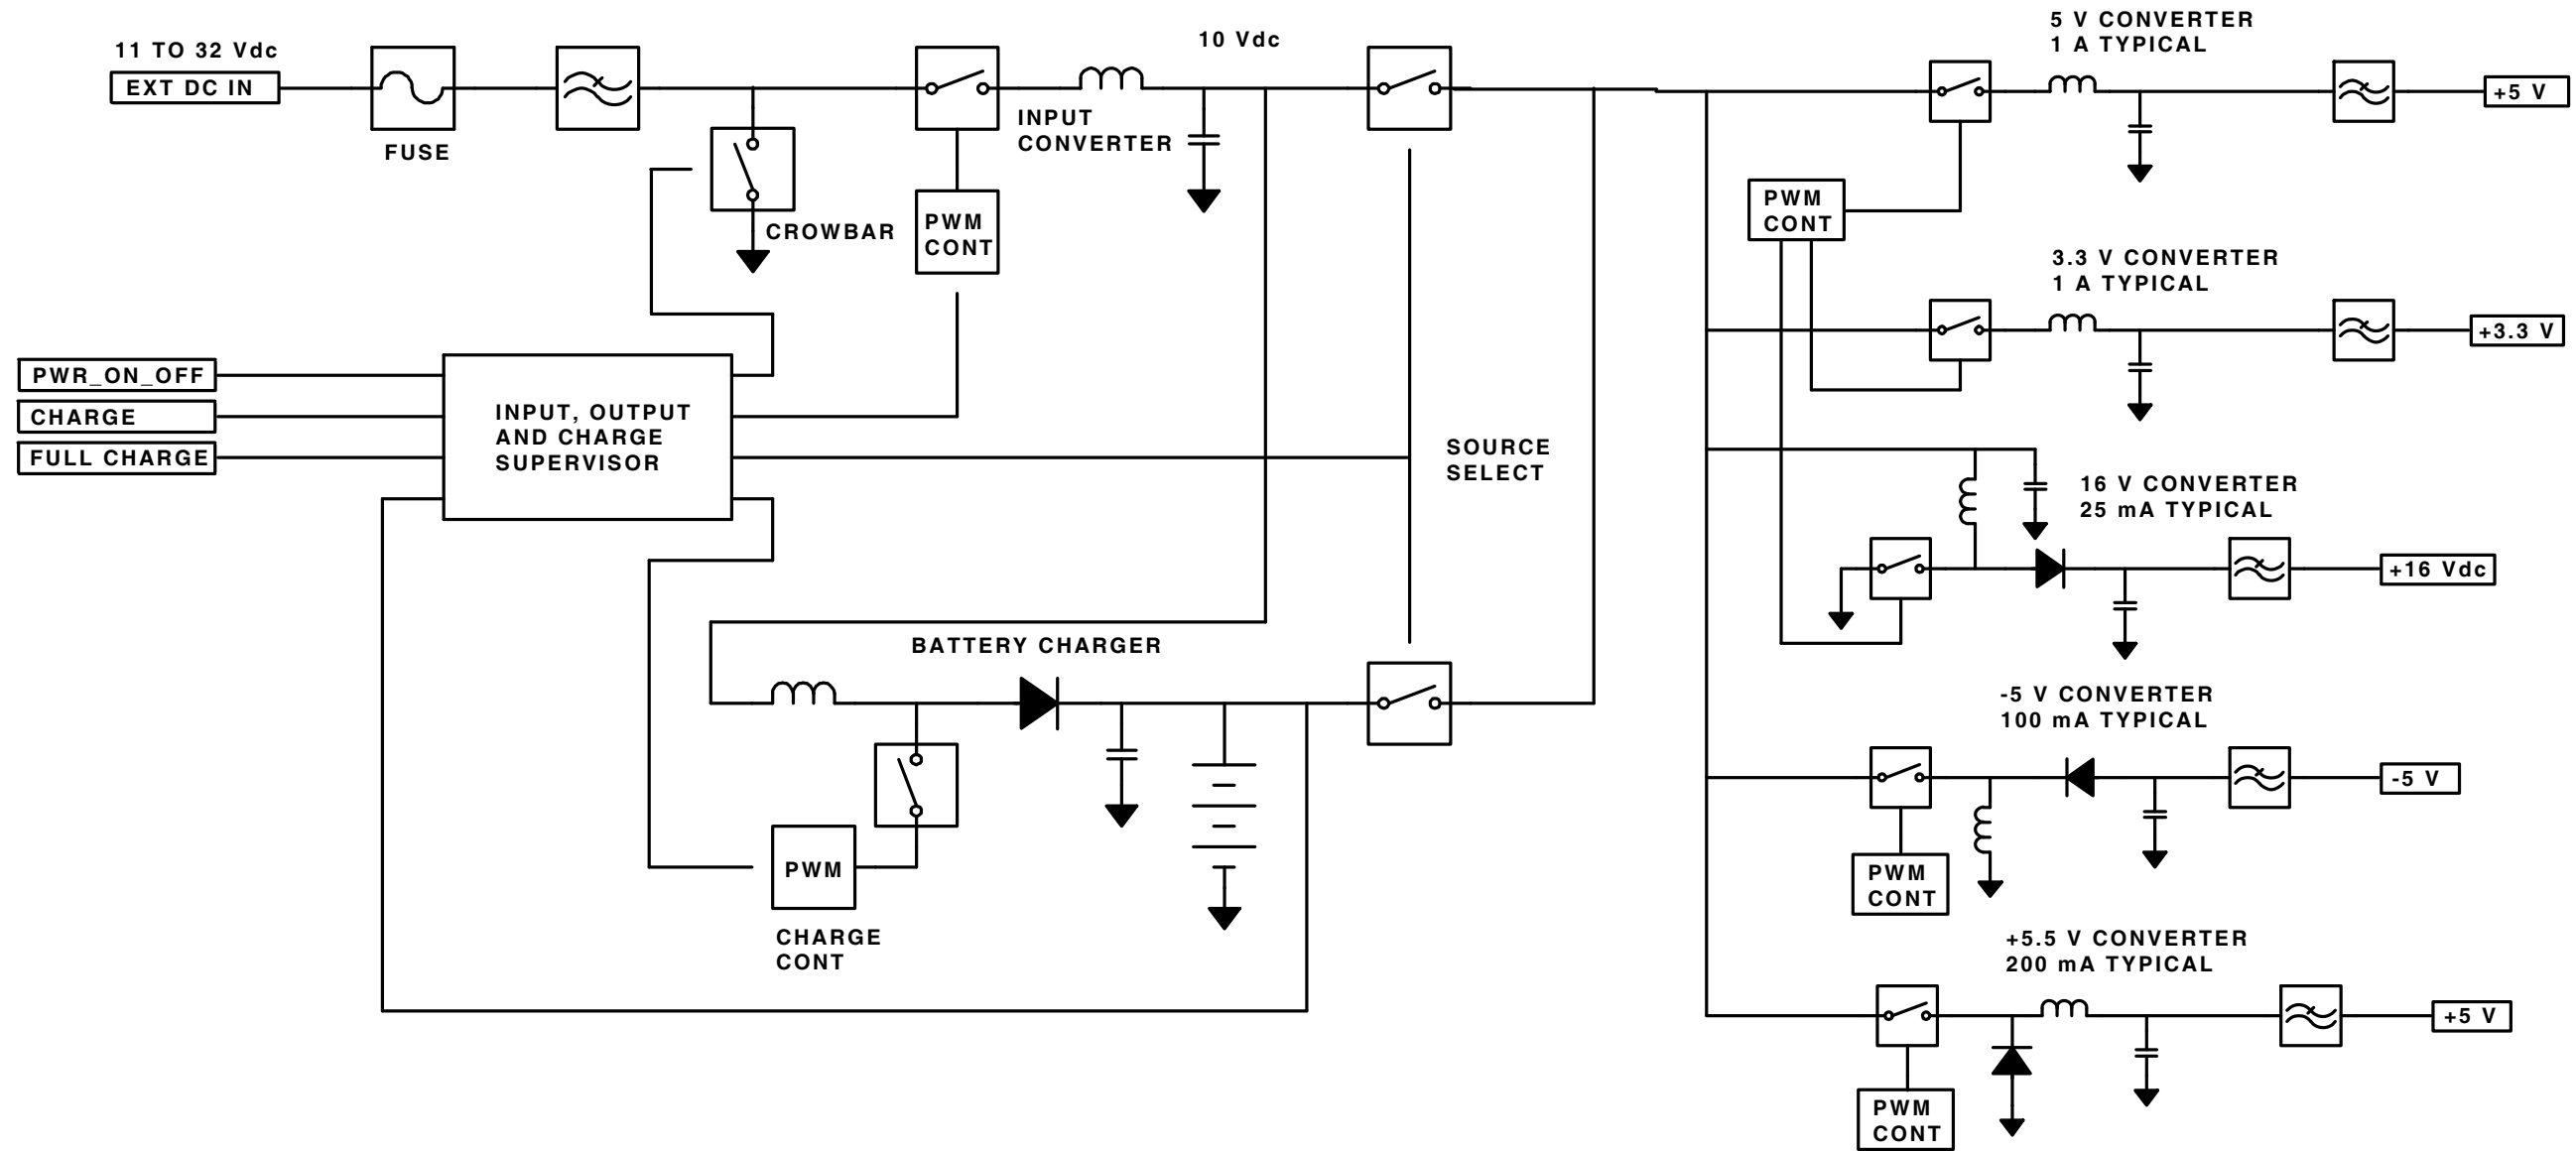 11 TO 32 Vdc
EXT DC IN
FUSE
CROWBAR
PWM
CONT
INPUT
CONVERTER
10 Vdc
PWR_ON_OFF
CHARGE
FULL CHARGE
INPUT, OUTPUT
AND CHARGE
SUPERVISOR
SOURCE
SELECT
BATTERY CHARGER
PWM
CHARGE
CONT
5 V CONVERTER
1 A TYPICAL
+5 V
PWM
CONT
3.3 V CONVERTER
1 A TYPICAL
+3.3 V
16 V CONVERTER
25 mA TYPICAL
+16 Vdc
-5 V CONVERTER
100 mA TYPICAL
-5 V
PWM
CONT
+5.5 V CONVERTER
200 mA TYPICAL
+5 V
PWM
CONT